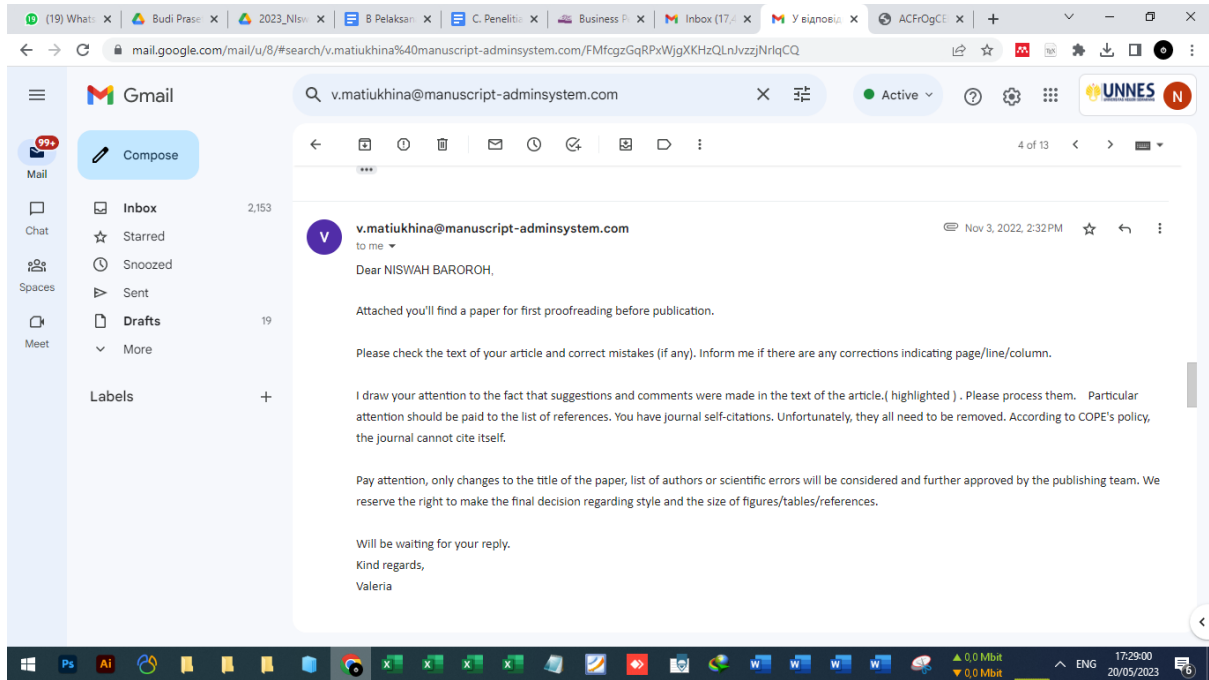 19 (19) Whats
Budi Prase
2023_NIsw
B Pelaksan
C. Penelitia
Business P
Inbox (17,4
У відповід
ACFrOgCE
mail.google.com/mail/u/8/#search/v.matiukhina%40manuscript-adminsystem.com/FMfcgzGqRPxWjgXKHzQLnJvzzjNrlqCQ
Gmail
v.matiukhina@manuscript-adminsystem.com
Active
UNNES
N
99+
Mail
Chat
Spaces
Meet
Compose
Inbox 2,153
Starred
Snoozed
Sent
Drafts 19
More
Labels
4 of 13
V
v.matiukhina@manuscript-adminsystem.com
Nov 3, 2022, 2:32 PM
to me
Dear NISWAH BAROROH,
Attached you'll find a paper for first proofreading before publication.
Please check the text of your article and correct mistakes (if any). Inform me if there are any corrections indicating page/line/column.
I draw your attention to the fact that suggestions and comments were made in the text of the article.( highlighted ) . Please process them. Particular
attention should be paid to the list of references. You have journal self-citations. Unfortunately, they all need to be removed. According to COPE's policy,
the journal cannot cite itself.
Pay attention, only changes to the title of the paper, list of authors or scientific errors will be considered and further approved by the publishing team. We
reserve the right to make the final decision regarding style and the size of figures/tables/references.
Will be waiting for your reply.
Kind regards,
Valeria
Ps
Ai
0,0 Mbit
0,0 Mbit
ENG
17:29:00
20/05/2023
6